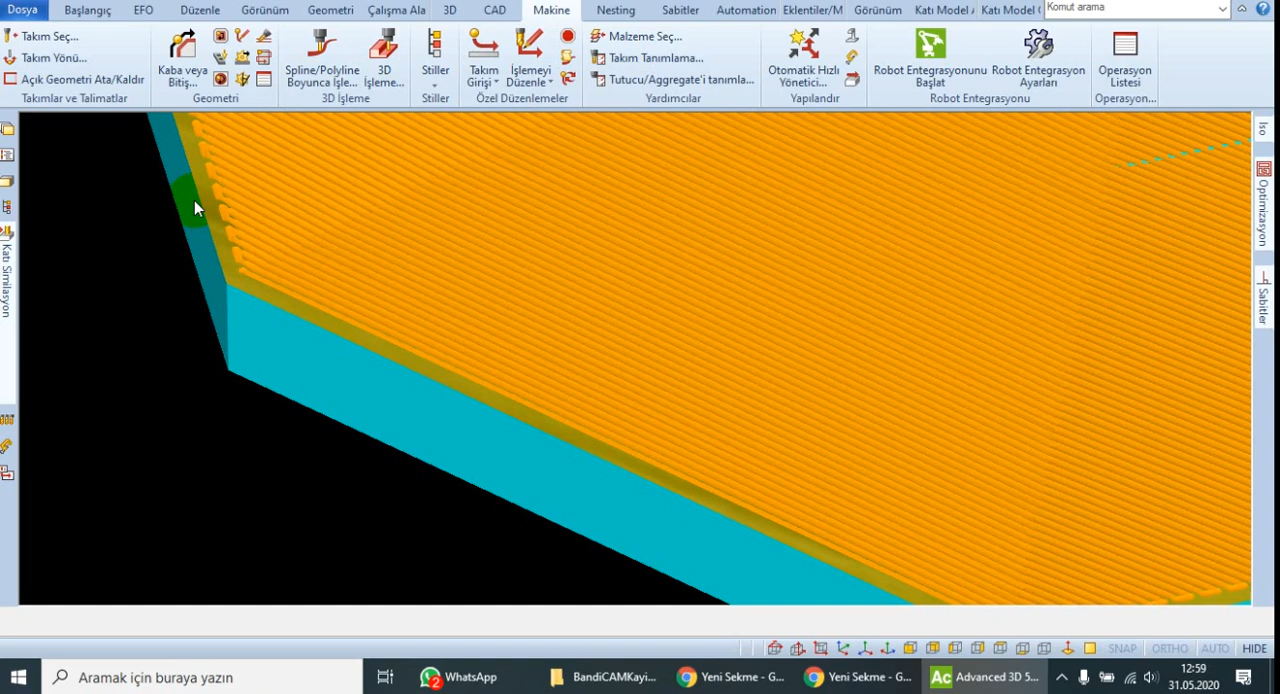 Dosya Başlangıç EFO Düzenle Görünüm Geometri Çalışma Ala 3D CAD Makine Nesting Sabitler Automation Eklentiler/M Görünüm Katı Model Katı Model Komut arama
Takım Seç...
Takım Yönü...
Açık Geometri Ata/Kaldır
Takımlar ve Talimatlar
Kaba veya
Bitiş...
Geometri
Spline/Polyline
Boyunca İşle...
3D
İşleme...
3D İşleme
Stiller
Stiller
Takım
Girişi
İşlemeyi
Düzenle
Özel Düzenlemeler
Malzeme Seç...
Takım Tanımlama...
Tutucu/Aggregate'i tanımla...
Yardımcılar
Otomatik Hızlı
Yönetici...
Yapılandır
Robot Entegrasyonunu
Başlat
Robot Entegrasyon
Ayarları
Robot Entegrasyonu
Operasyon
Listesi
Operasyon...
Katı Similasyon
Iso
Optimizasyon
Sabitler
SNAP ORTHO AUTO HIDE
Aramak için buraya yazın
2
WhatsApp
BandiCAMKayi...
Yeni Sekme - G...
Yeni Sekme - G...
Ac
Advanced 3D 5...
12:59
31.05.2020